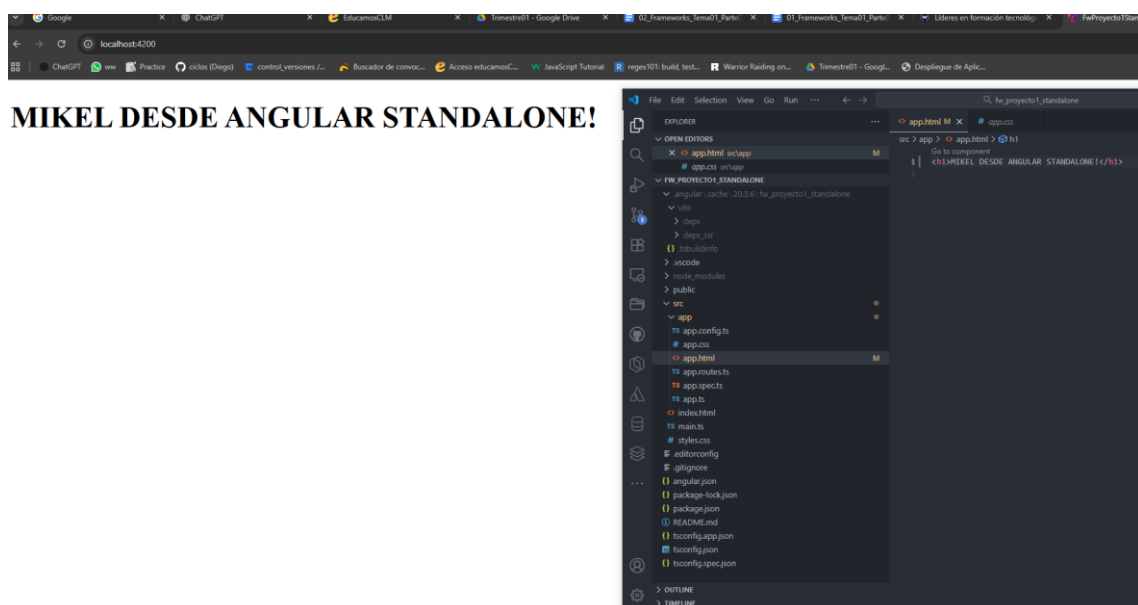 Google
ChatGPT
EducamosCLM
Trimestre01 - Google Drive
02_Frameworks_Tema01_Parte
01_Frameworks_Tema01_Parte
Líderes en formación tecnológ
FwProyecto1Stan
localhost:4200
ChatGPT
ww
Practice
ciclos (Diego)
control_versiones /...
Buscador de convoc...
Acceso educamosC...
JavaScript Tutorial
regex101: build, test...
Warrior Raiding on...
Trimestre01 - Googl...
Despliegue de Aplic...
MIKEL DESDE ANGULAR STANDALONE!
File Edit Selection View Go Run ...
fw_proyecto1_standalone
EXPLORER
OPEN EDITORS
app.html src\app M
# app.css src\app
FW_PROYECTO1_STANDALONE
.angular \ cache \ 20.3.6 \ fw_proyecto1_standalone
vite
deps
deps_ssr
{} .tsbuildinfo
.vscode
node_modules
public
src
app
TS app.config.ts
# app.css
app.html M
TS app.routes.ts
TS app.spec.ts
TS app.ts
index.html
TS main.ts
# styles.css
.editorconfig
.gitignore
{} angular.json
{} package-lock.json
{} package.json
README.md
{} tsconfig.app.json
tsconfig.json
{} tsconfig.spec.json
OUTLINE
TIMELINE
app.html M
# app.css
src > app > app.html > h1
Go to component
1 <h1>MIKEL DESDE ANGULAR STANDALONE!</h1>
2